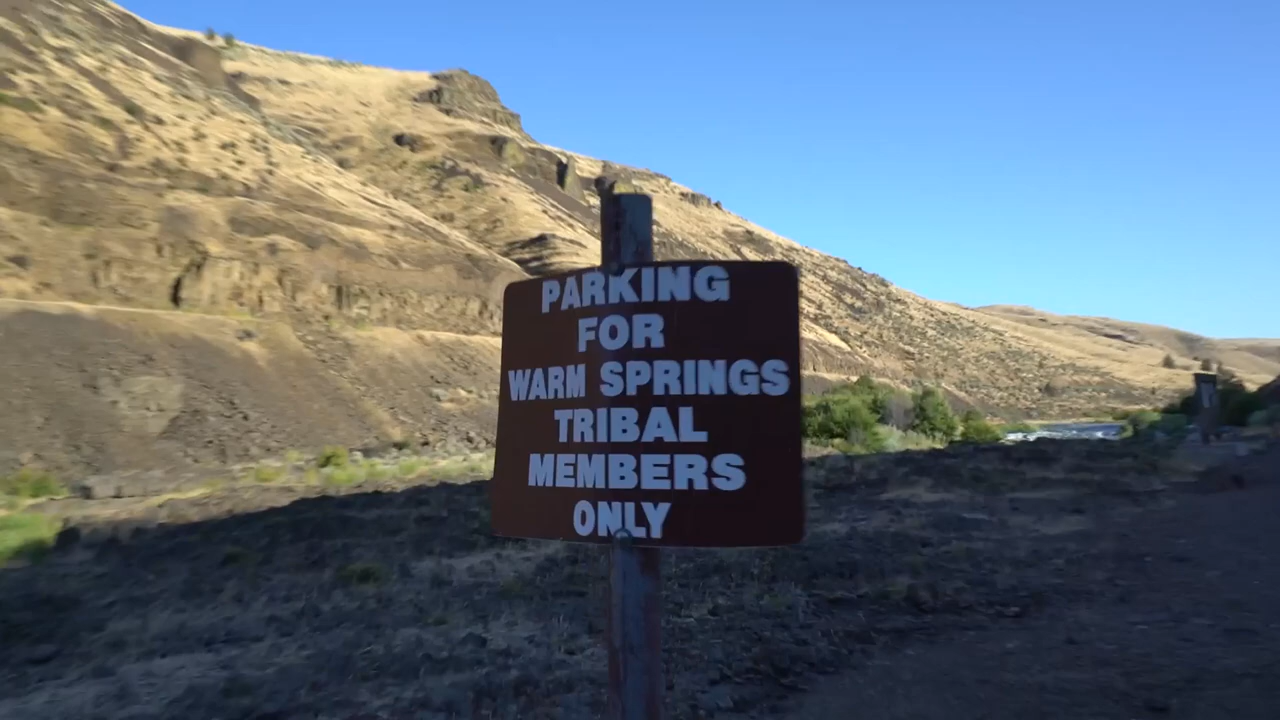 PARKING
FOR
WARM SPRINGS
TRIBAL
MEMBERS
ONLY